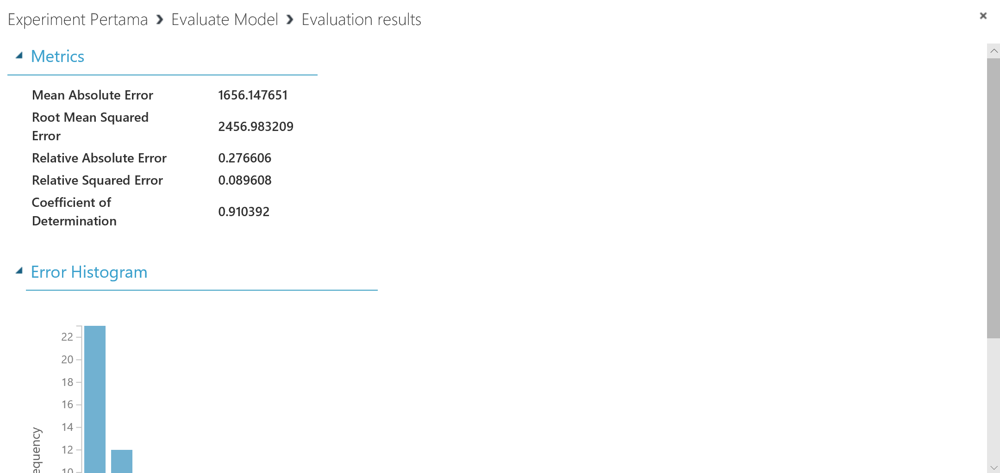 Experiment Pertama › Evaluate Model › Evaluation results
Metrics
Mean Absolute Error 1656.147651
Root Mean Squared
Error 2456.983209
Relative Absolute Error 0.276606
Relative Squared Error 0.089608
Coefficient of
Determination 0.910392
Error Histogram
22
20
18
16
14
12
10
equency